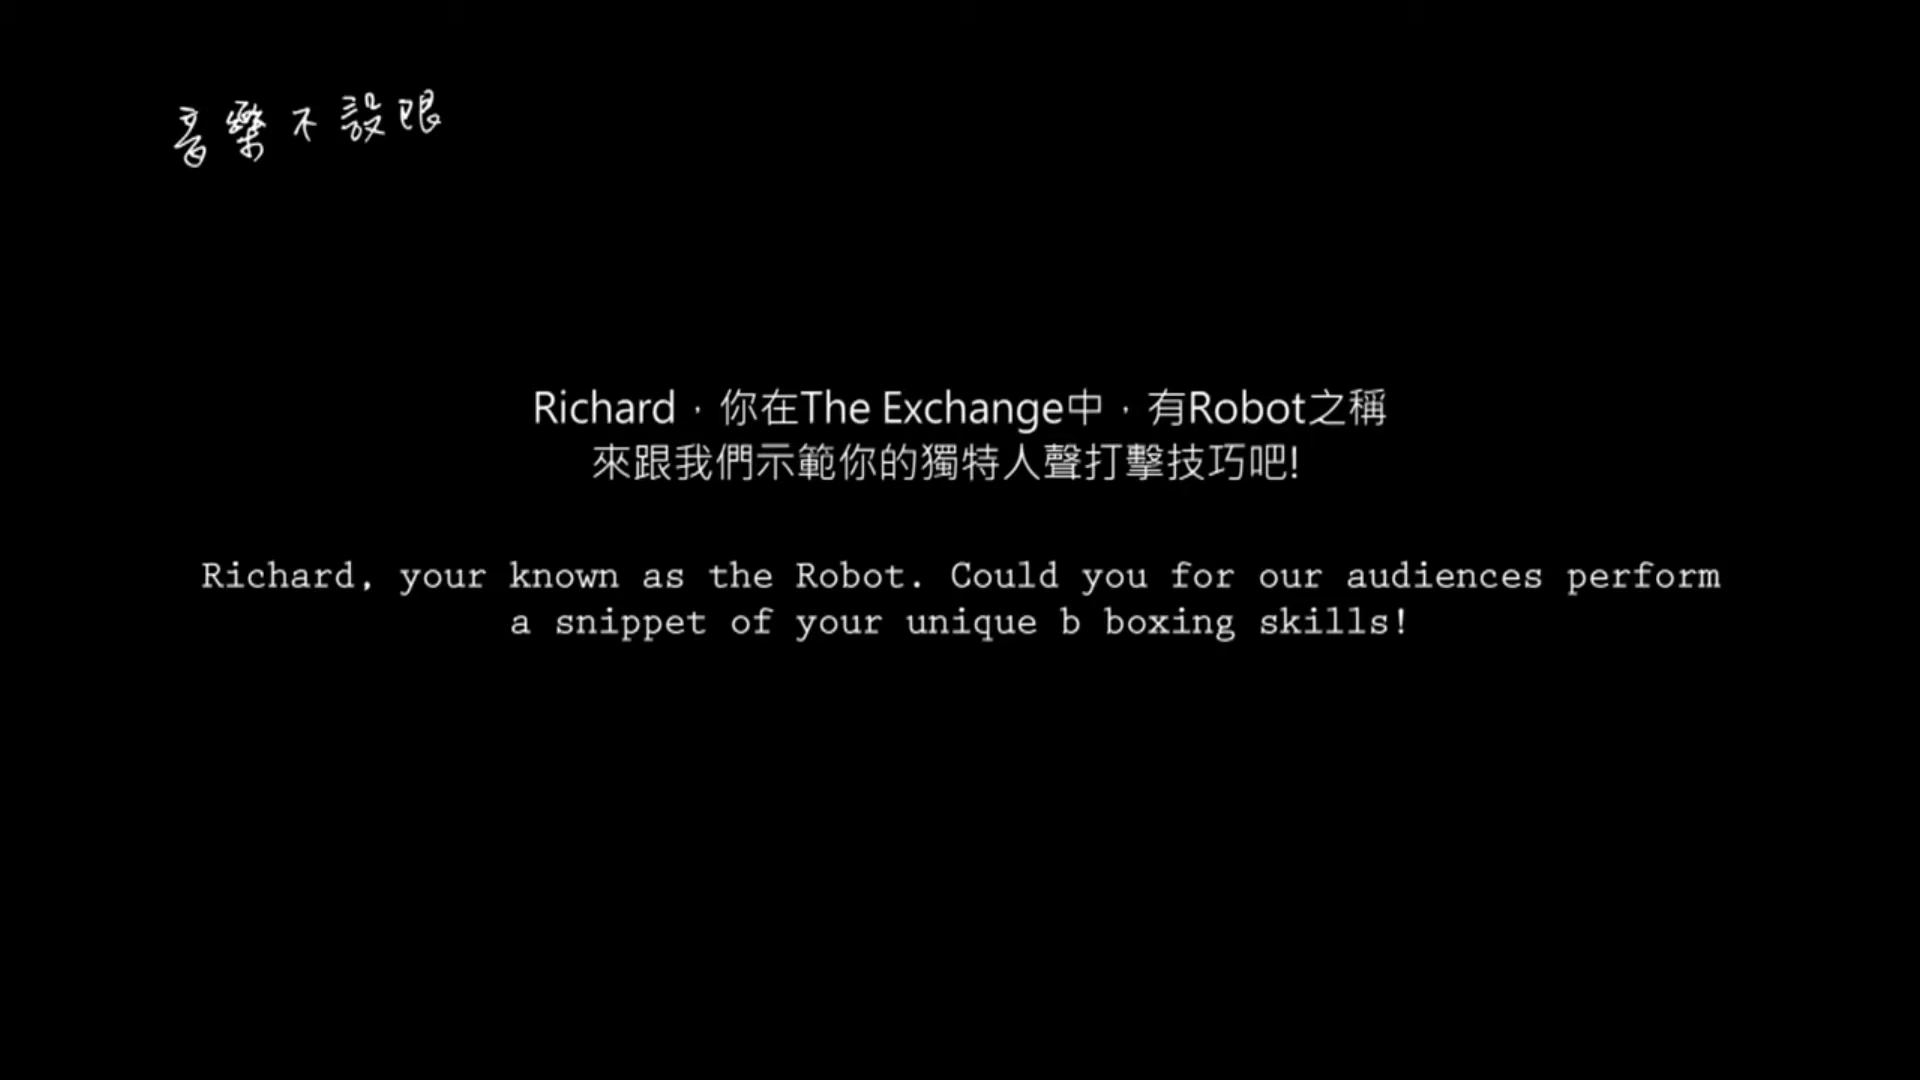 音樂不設限
Richard，你在The Exchange中，有Robot之稱
來跟我們示範你的獨特人聲打擊技巧吧!
Richard, your known as the Robot. Could you for our audiences perform
a snippet of your unique b boxing skills!